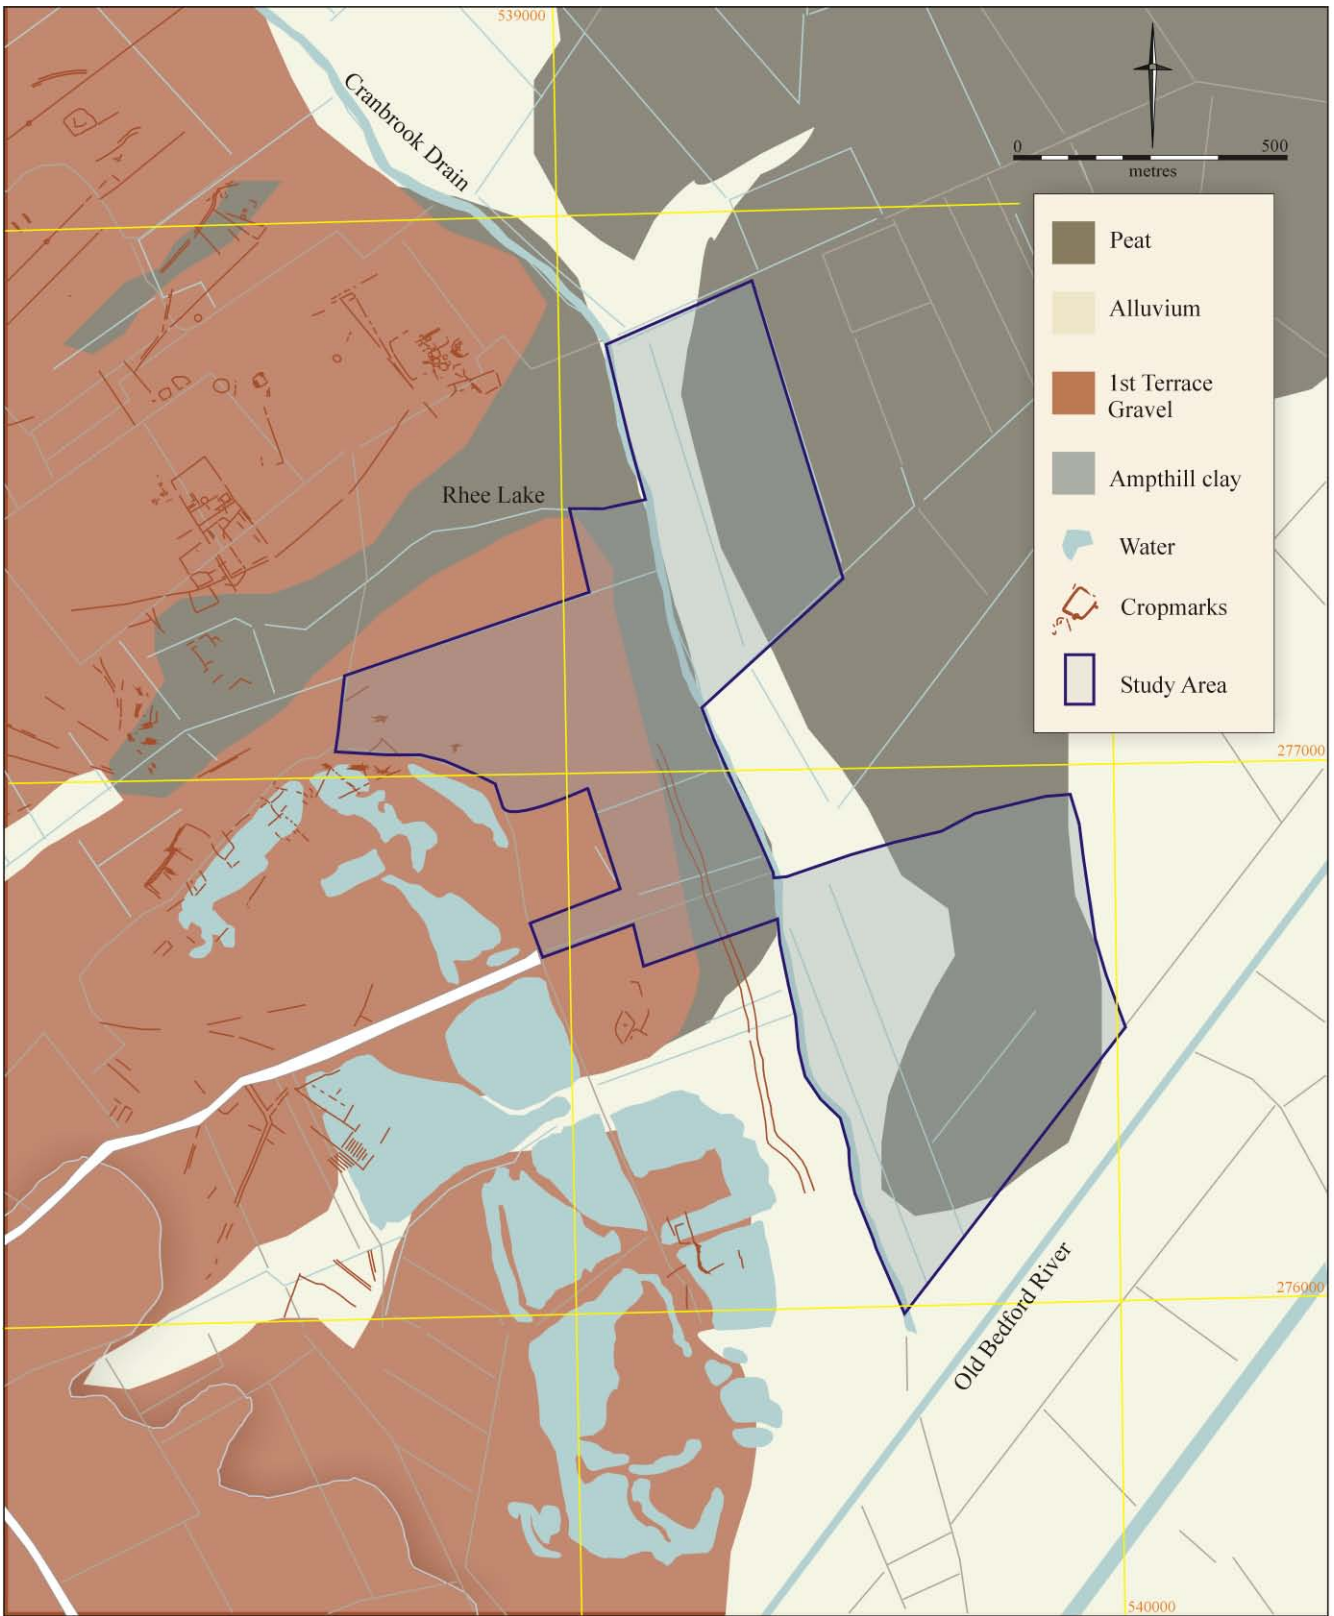 539000
Cranbrook Drain
0
500
metres
Peat
Alluvium
1st Terrace
Gravel
Ampthill clay
Water
Cropmarks
Study Area
Rhee Lake
277000
276000
Old Bedford River
540000